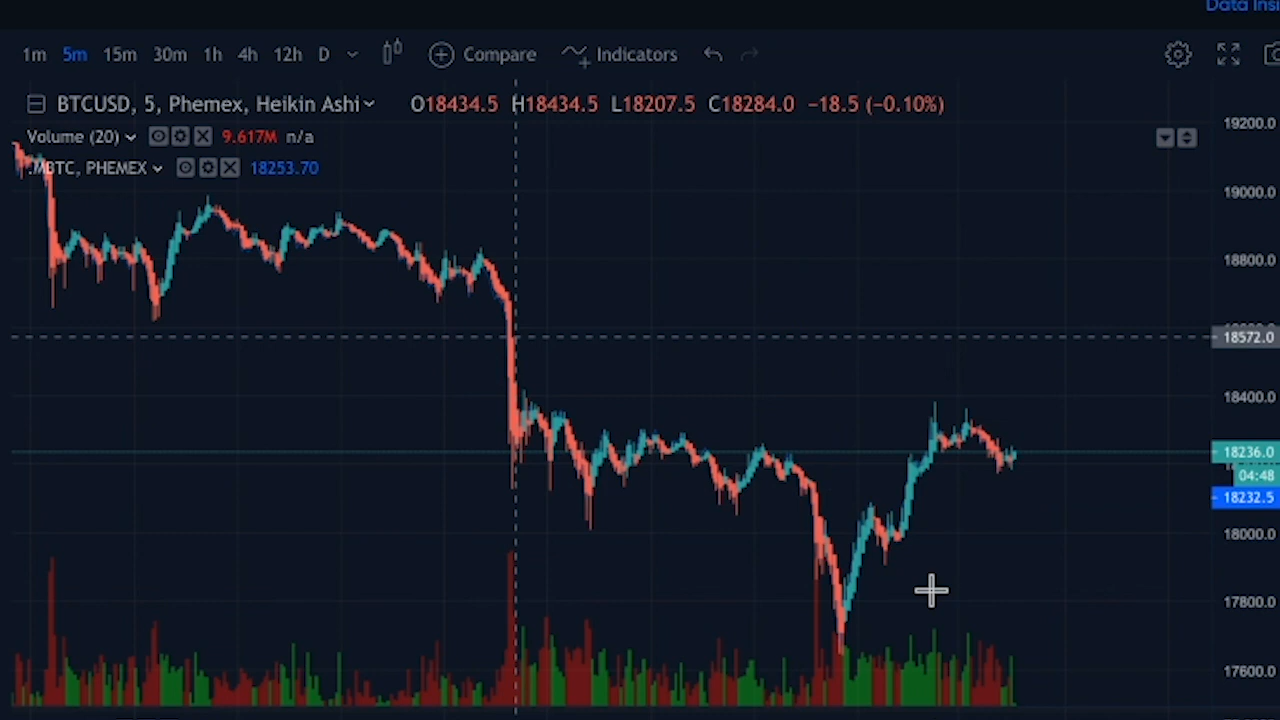 Data Insi
1m 5m 15m 30m 1h 4h 12h D Compare Indicators
BTCUSD, 5, Phemex, Heikin Ashi O18434.5 H18434.5 L18207.5 C18284.0 −18.5 (−0.10%)
19200.0
Volume (20) 9.617M n/a
.MBTC, PHEMEX 18253.70
19000.0
18800.0
18572.0
18400.0
18236.0
04:48
18232.5
18000.0
17800.0
17600.0